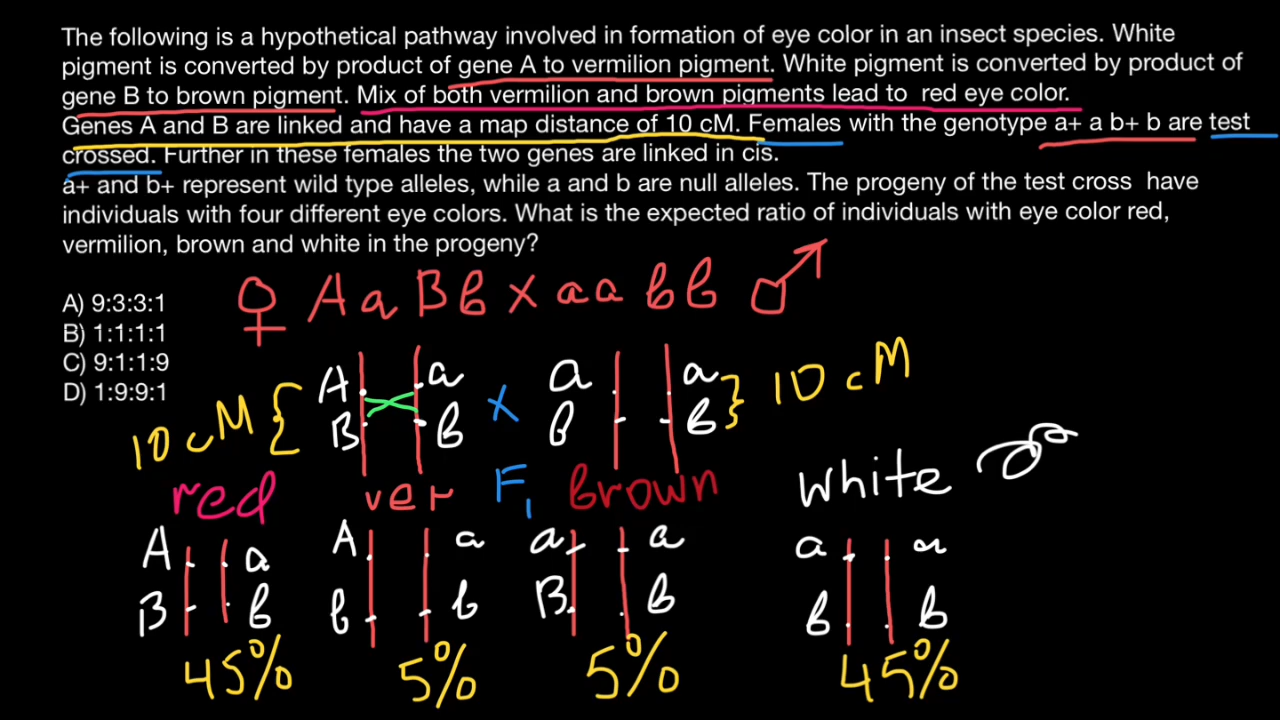 The following is a hypothetical pathway involved in formation of eye color in an insect species. White
pigment is converted by product of gene A to vermilion pigment. White pigment is converted by product of
gene B to brown pigment. Mix of both vermilion and brown pigments lead to red eye color.
Genes A and B are linked and have a map distance of 10 cM. Females with the genotype a+ a b+ b are test
crossed. Further in these females the two genes are linked in cis.
a+ and b+ represent wild type alleles, while a and b are null alleles. The progeny of the test cross have
individuals with four different eye colors. What is the expected ratio of individuals with eye color red,
vermilion, brown and white in the progeny?
A) 9:3:3:1
B) 1:1:1:1
C) 9:1:1:9
D) 1:9:9:1
♀ A a B b x a a b b ♂
A a a a
10 cM x 10 cM
B b b b
red ver F1 brown white
A a A a a a a a
B b b b B b b b
45% 5% 5% 45%